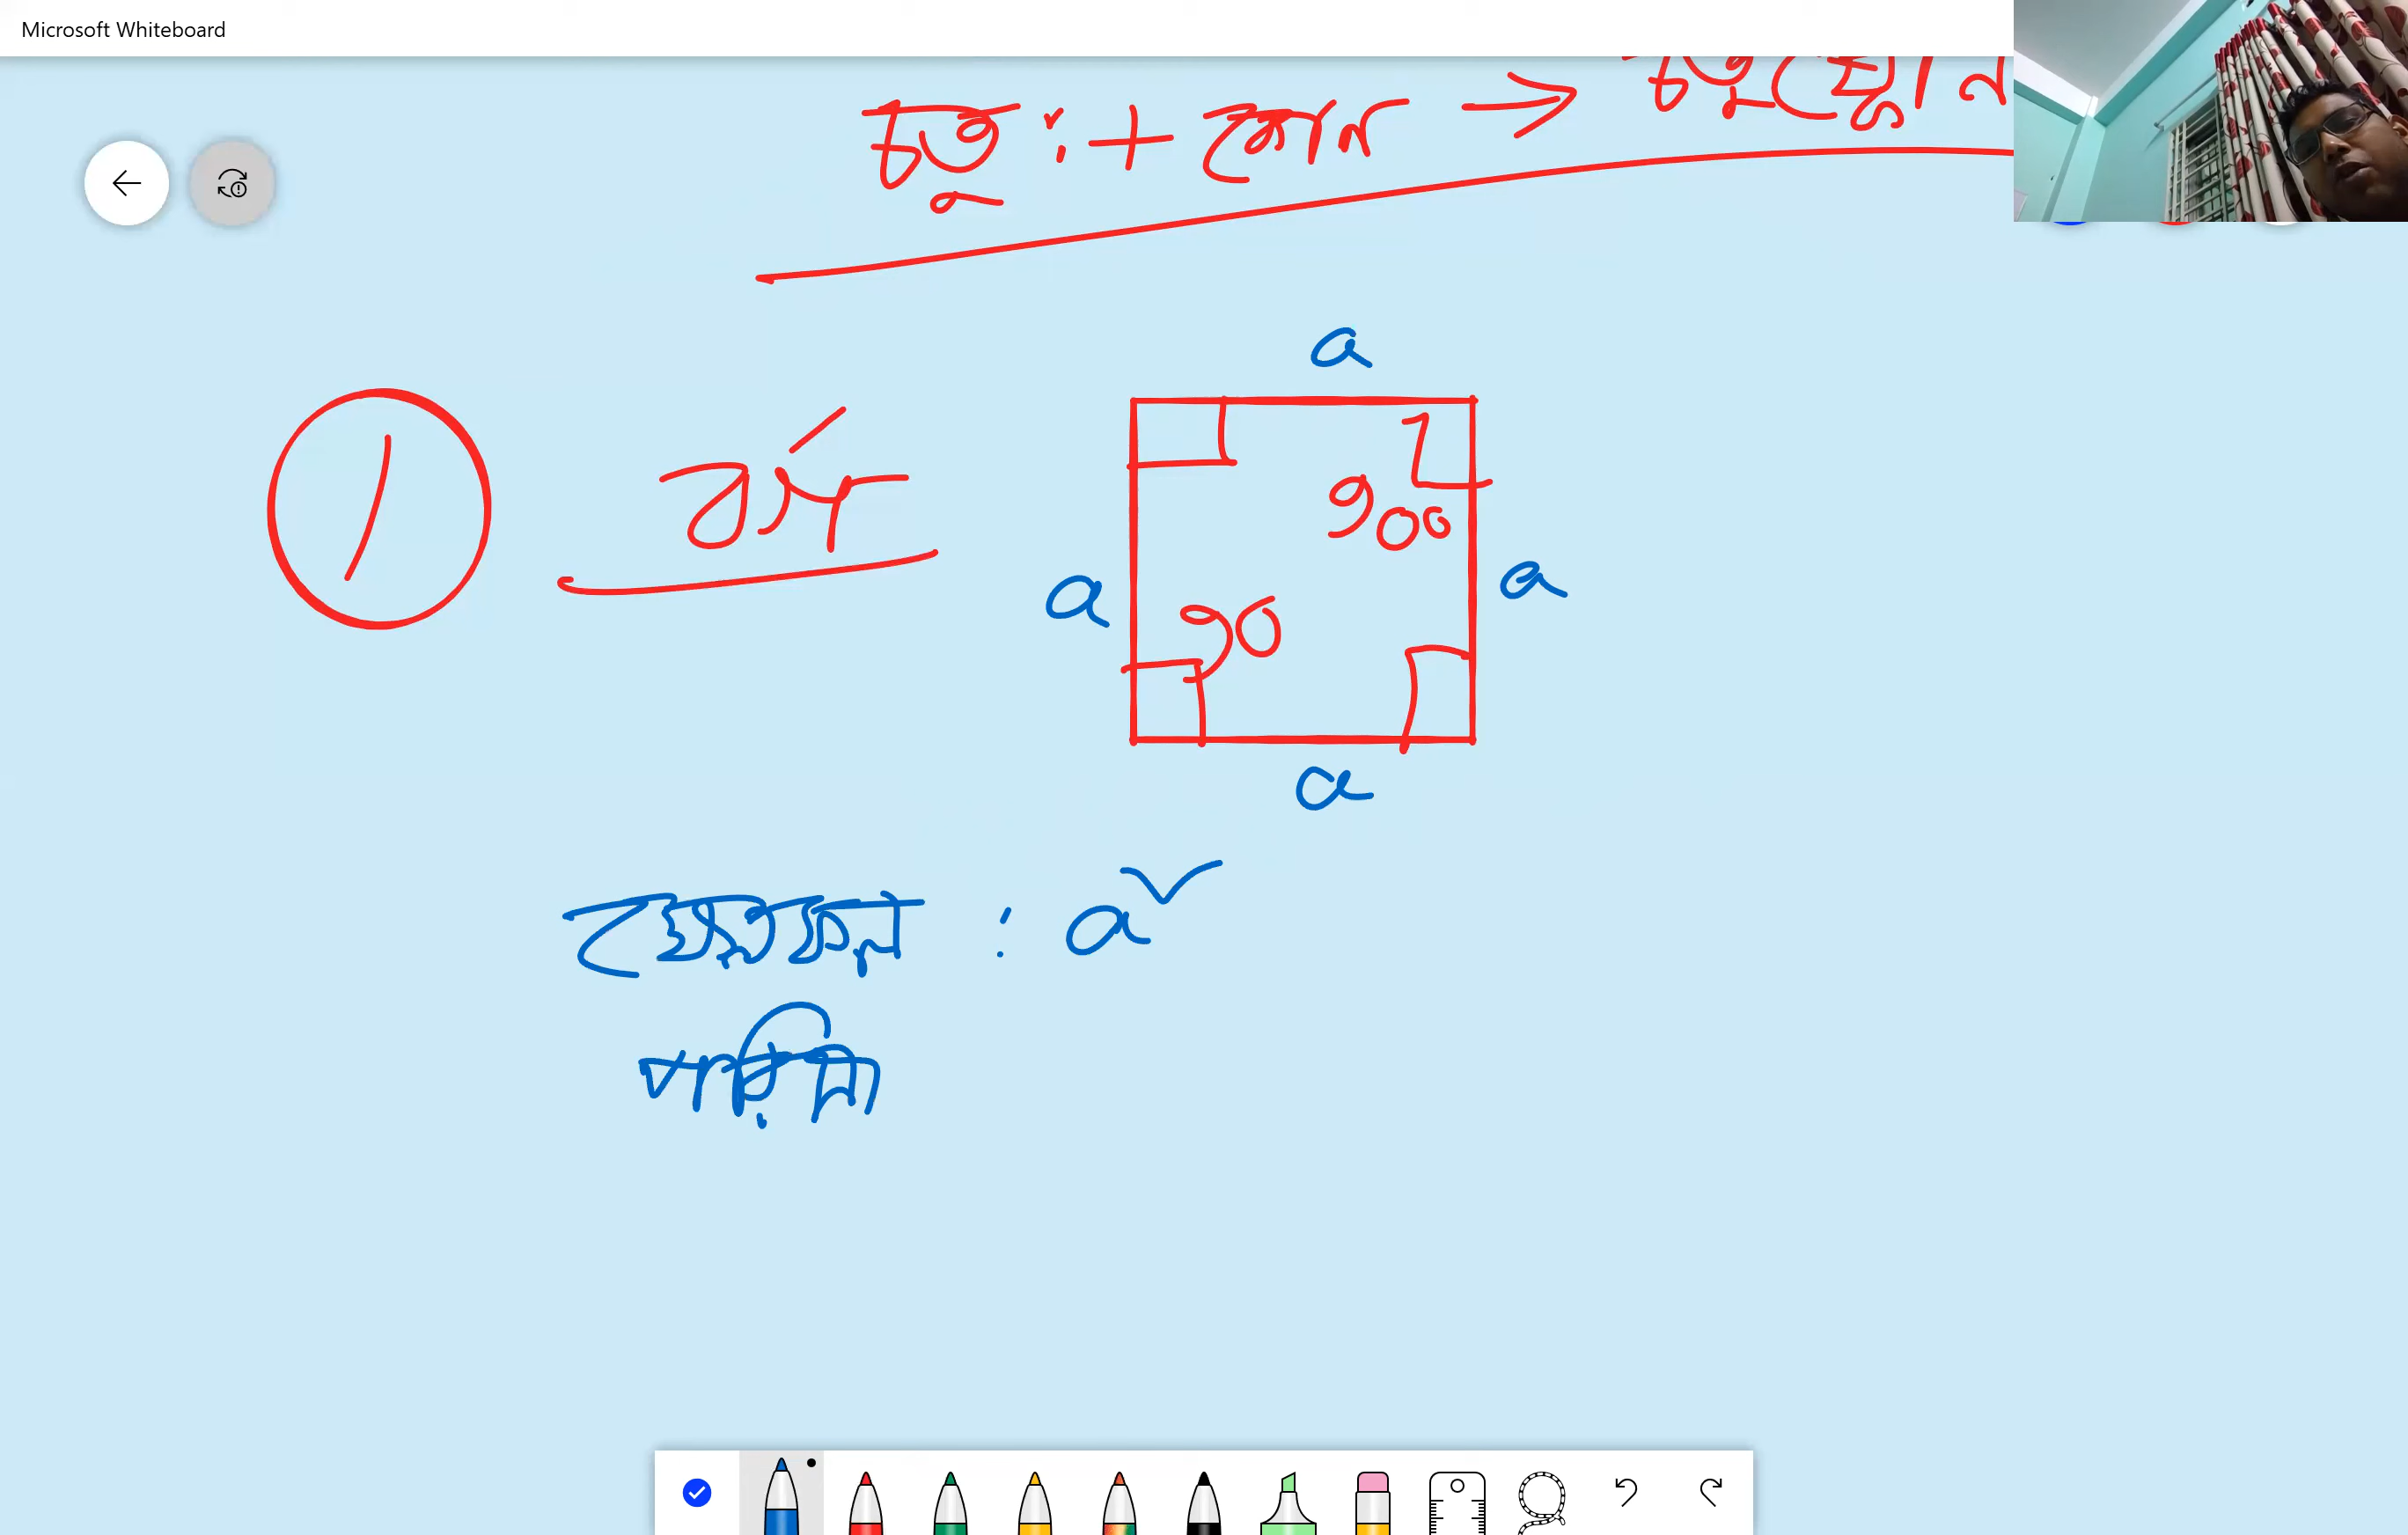 Microsoft Whiteboard
চতুঃ + কোন → চতুষ্কোন
1 বর্গ
a
90°
a a
90
a
ক্ষেত্রফল : a²
পরিসী